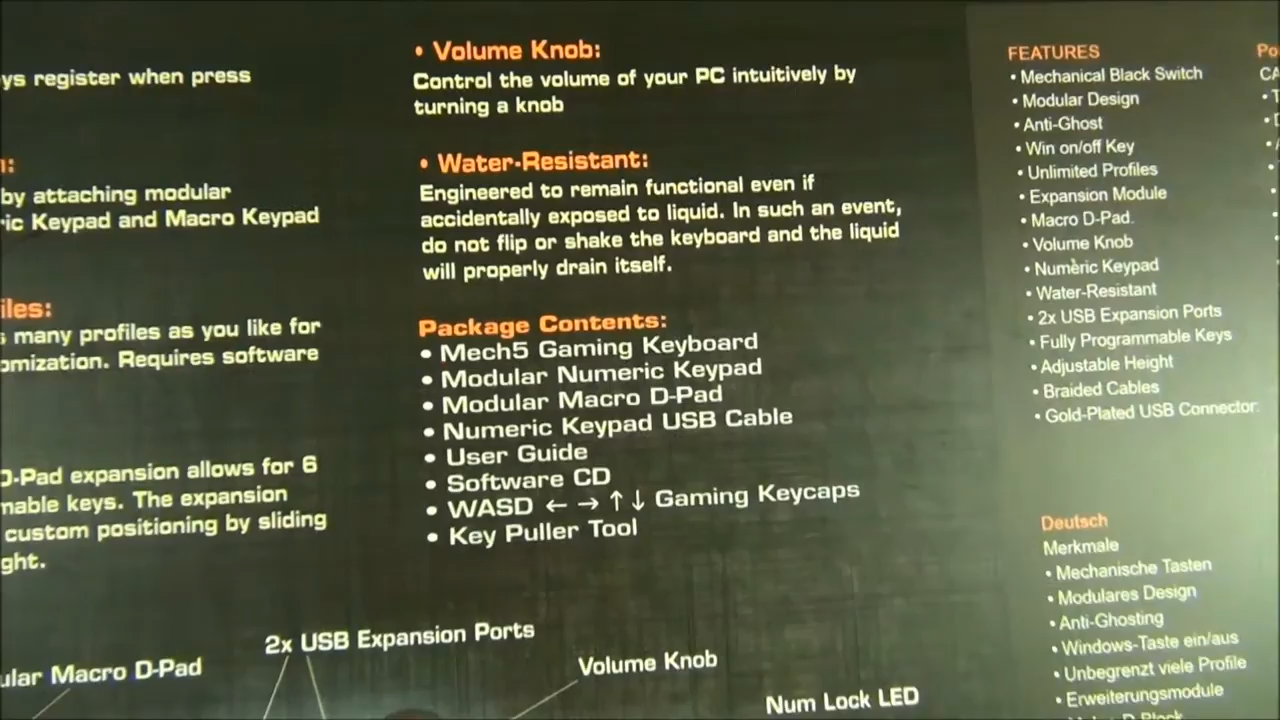 ys register when press
by attaching modular
ric Keypad and Macro Keypad
iles:
many profiles as you like for
omization. Requires software
D-Pad expansion allows for 6
mable keys. The expansion
custom positioning by sliding
ght.
• Volume Knob:
Control the volume of your PC intuitively by
turning a knob
• Water-Resistant:
Engineered to remain functional even if
accidentally exposed to liquid. In such an event,
do not flip or shake the keyboard and the liquid
will properly drain itself.
Package Contents:
• Mech5 Gaming Keyboard
• Modular Numeric Keypad
• Modular Macro D-Pad
• Numeric Keypad USB Cable
• User Guide
• Software CD
• WASD ← → ↑ ↓ Gaming Keycaps
• Key Puller Tool
2x USB Expansion Ports
ular Macro D-Pad
Volume Knob
Num Lock LED
FEATURES
• Mechanical Black Switch
• Modular Design
• Anti-Ghost
• Win on/off Key
• Unlimited Profiles
• Expansion Module
• Macro D-Pad
• Volume Knob
• Numeric Keypad
• Water-Resistant
• 2x USB Expansion Ports
• Fully Programmable Keys
• Adjustable Height
• Braided Cables
• Gold-Plated USB Connector
Deutsch
Merkmale
• Mechanische Tasten
• Modulares Design
• Anti-Ghosting
• Windows-Taste ein/aus
• Unbegrenzt viele Profile
• Erweiterungsmodule
Po
CA